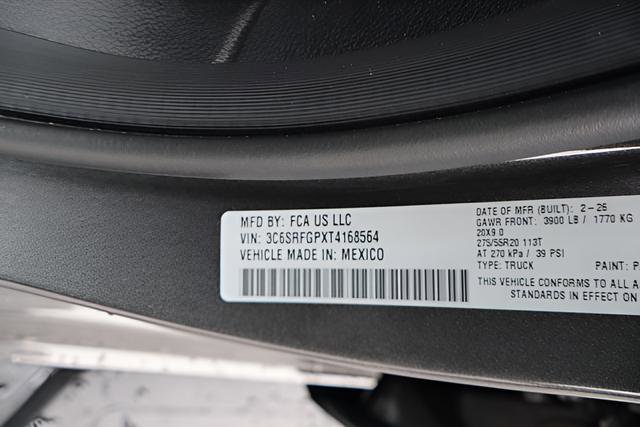 MFD BY: FCA US LLC
VIN: 3C6SRFGPXT4168564
VEHICLE MADE IN: MEXICO
DATE OF MFR (BUILT): 2-26
GAWR FRONT: 3900 LB / 1770 KG
20X9.0
275/55R20 113T
AT 270 kPa / 39 PSI
TYPE: TRUCK PAINT: P
THIS VEHICLE CONFORMS TO ALL A
STANDARDS IN EFFECT ON